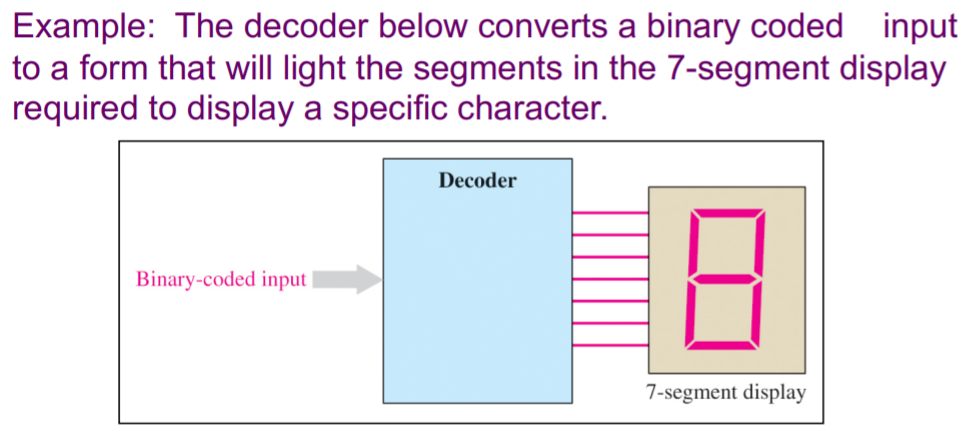 Example: The decoder below converts a binary coded input
to a form that will light the segments in the 7-segment display
required to display a specific character.
Decoder
Binary-coded input
7-segment display